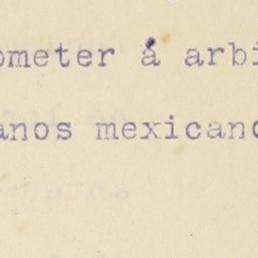 ometer á arbi
anos mexicano